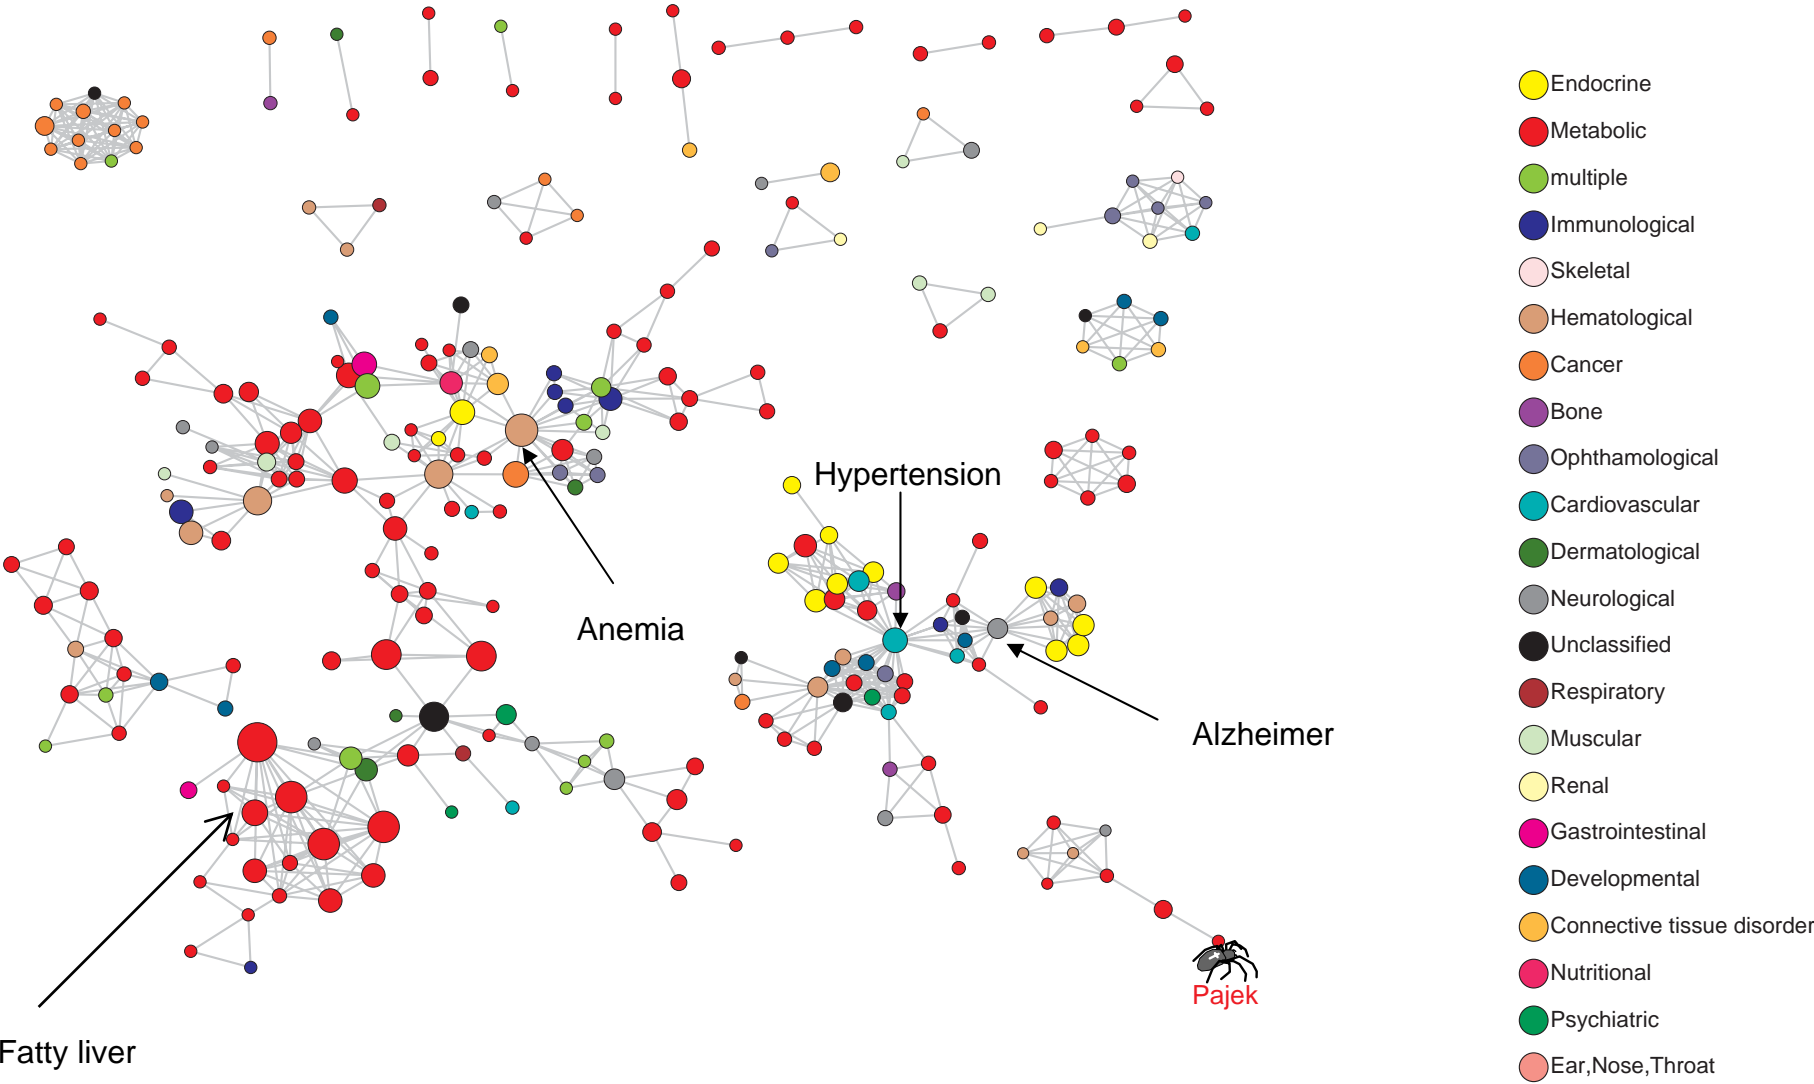 Endocrine
Metabolic
multiple
Immunological
Skeletal
Hematological
Cancer
Bone
Ophthamological
Cardiovascular
Dermatological
Neurological
Unclassified
Respiratory
Muscular
Renal
Gastrointestinal
Developmental
Connective tissue disorder
Nutritional
Psychiatric
Ear,Nose,Throat
Hypertension
Anemia
Alzheimer
Pajek
Fatty liver